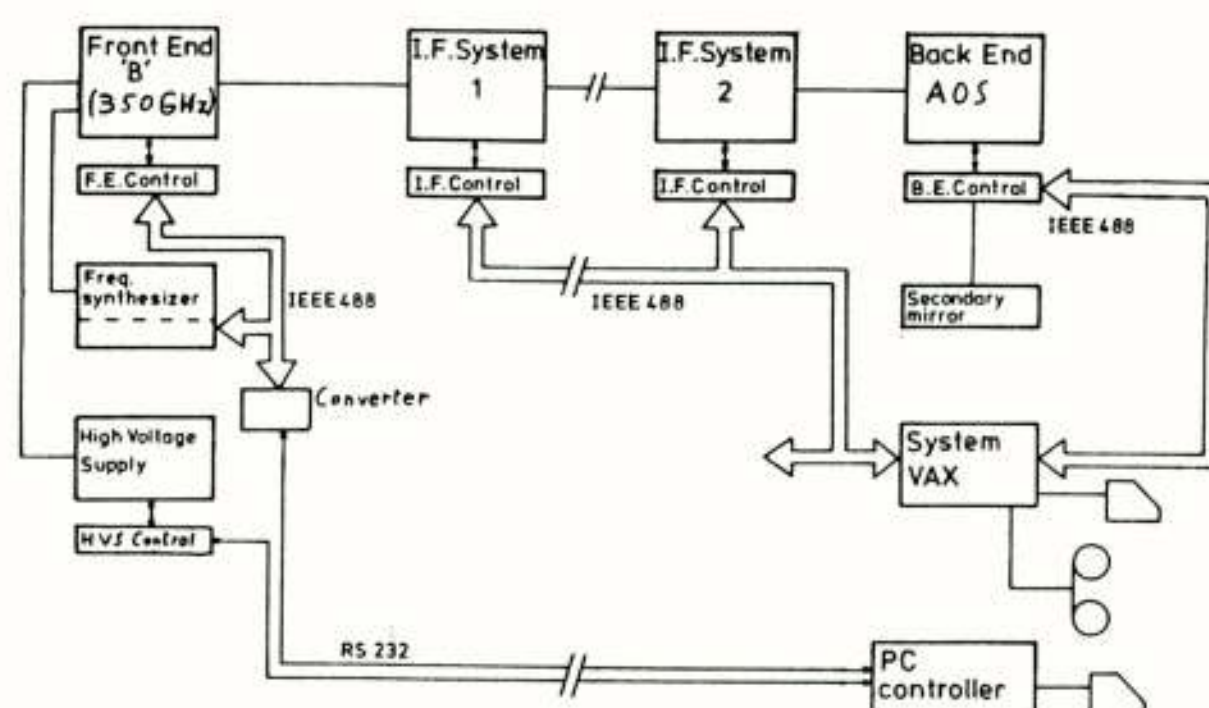 Front End
'B'
(350GHz)
I.F.System
1
I.F.System
2
Back End
AOS
F.E.Control
I.F.Control
I.F.Control
B.E.Control
IEEE 488
Freq.
synthesizer
IEEE 488
IEEE 488
Secondary
mirror
Converter
High Voltage
Supply
System
VAX
HVS Control
RS 232
PC
controller